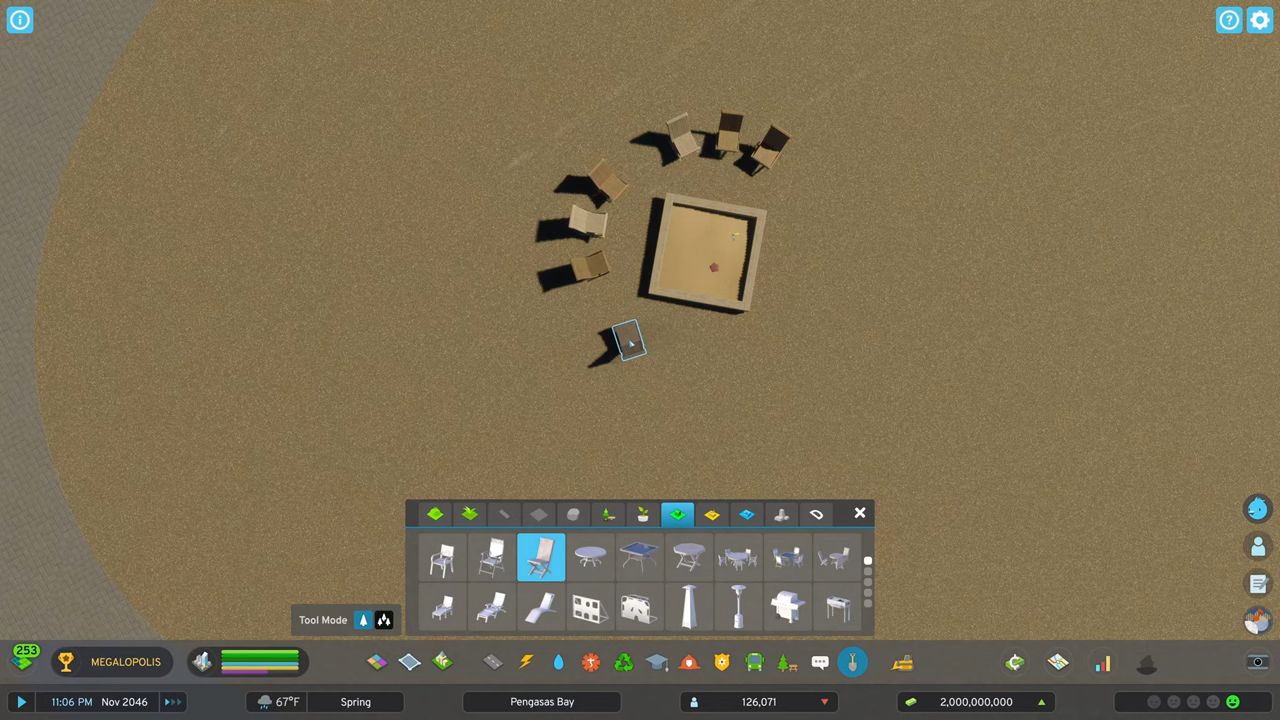 Tool Mode
253
MEGALOPOLIS
11:06 PM Nov 2046
67°F
Spring
Pengasas Bay
126,071
2,000,000,000